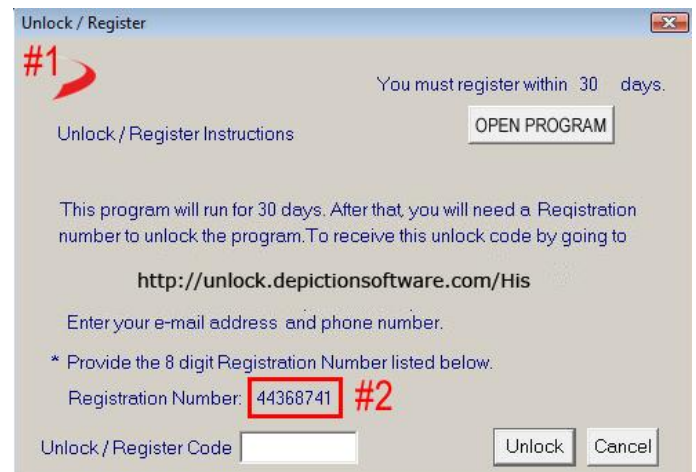 Unlock / Register
#1
You must register within 30 days.
Unlock / Register Instructions
OPEN PROGRAM
This program will run for 30 days. After that, you will need a Registration
number to unlock the program.To receive this unlock code by going to
http://unlock.depictionsoftware.com/His
Enter your e-mail address and phone number.
* Provide the 8 digit Registration Number listed below.
Registration Number: 44368741 #2
Unlock / Register Code
Unlock
Cancel